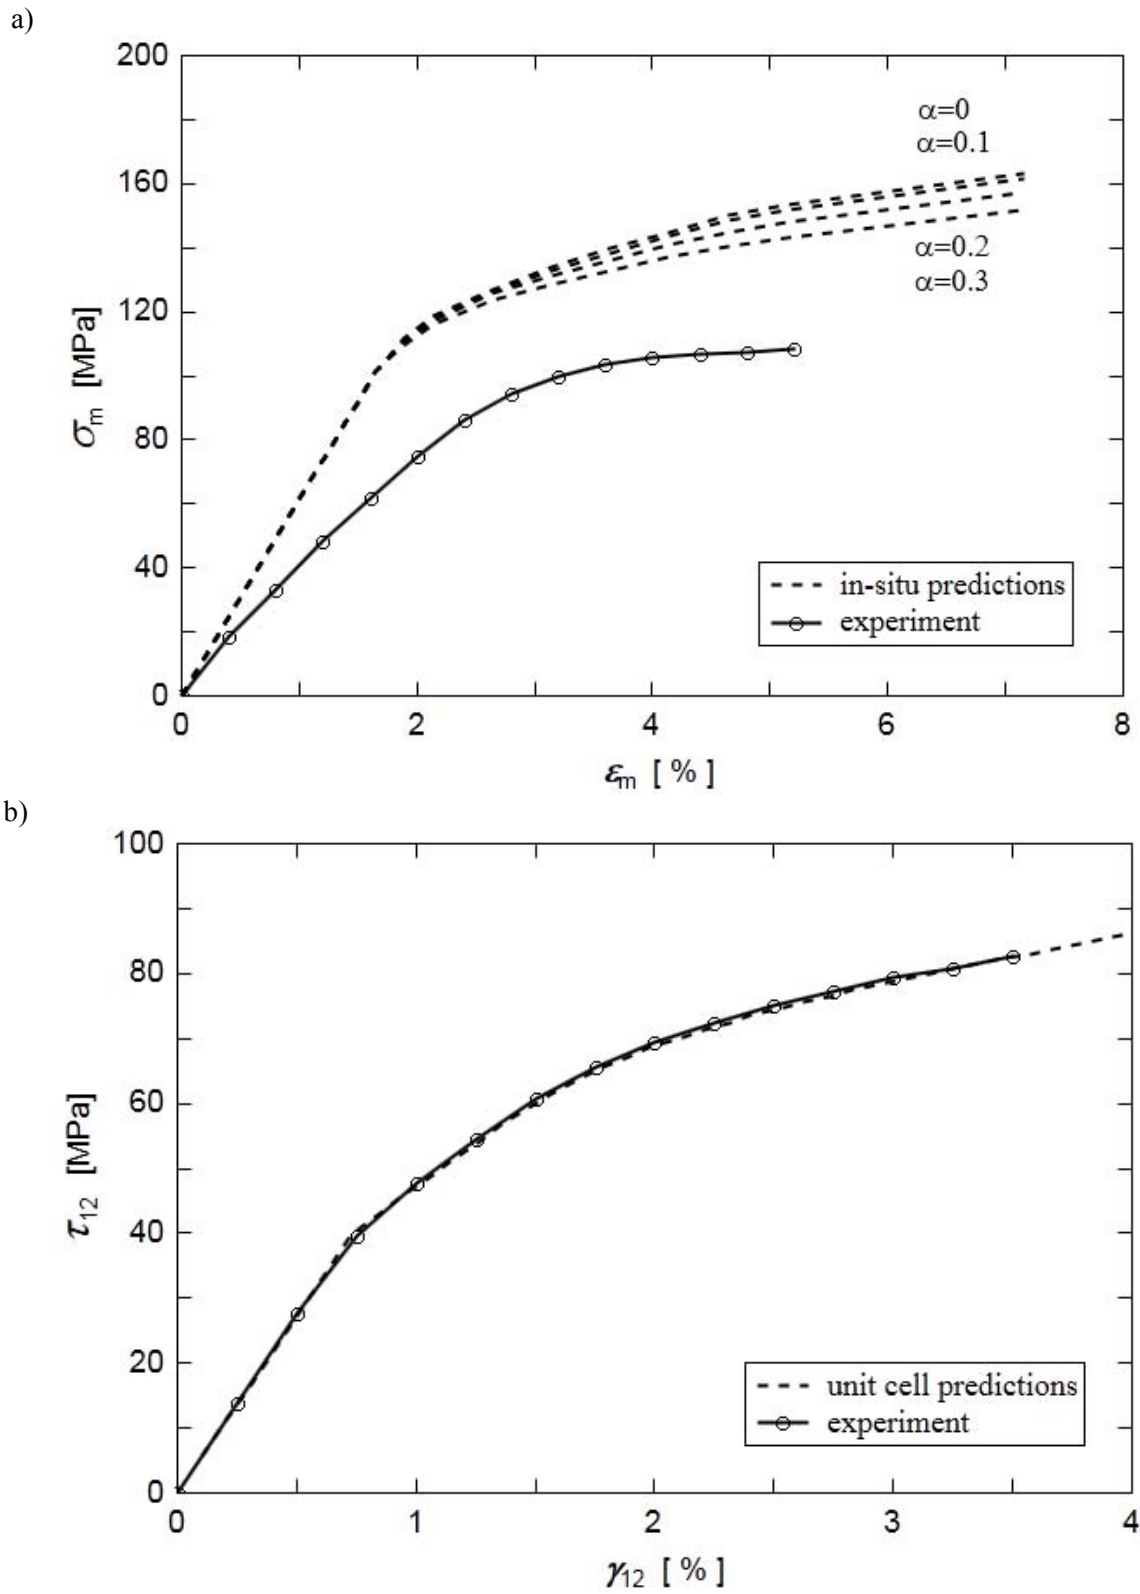 a)
200
160
120
80
40
0
σm [MPa]
α=0
α=0.1
α=0.2
α=0.3
in-situ predictions
experiment
0 2 4 6 8
εm [ % ]
b)
100
80
60
40
20
0
τ12 [MPa]
unit cell predictions
experiment
0 1 2 3 4
γ12 [ % ]